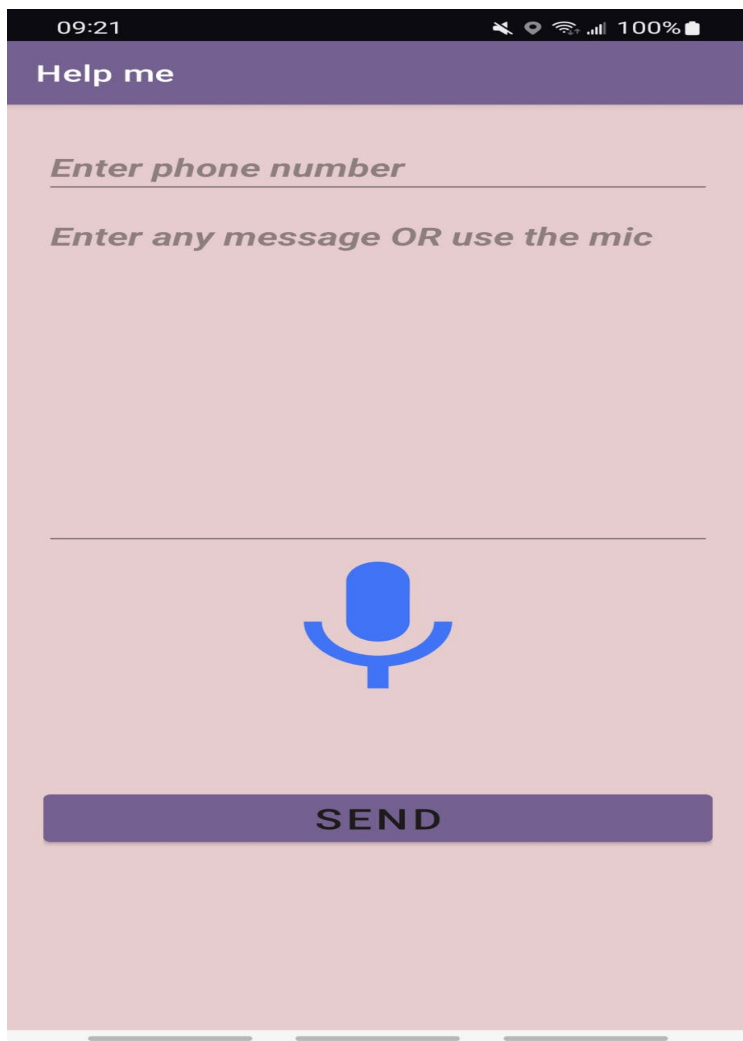 09:21 100%
Help me
Enter phone number
Enter any message OR use the mic
SEND